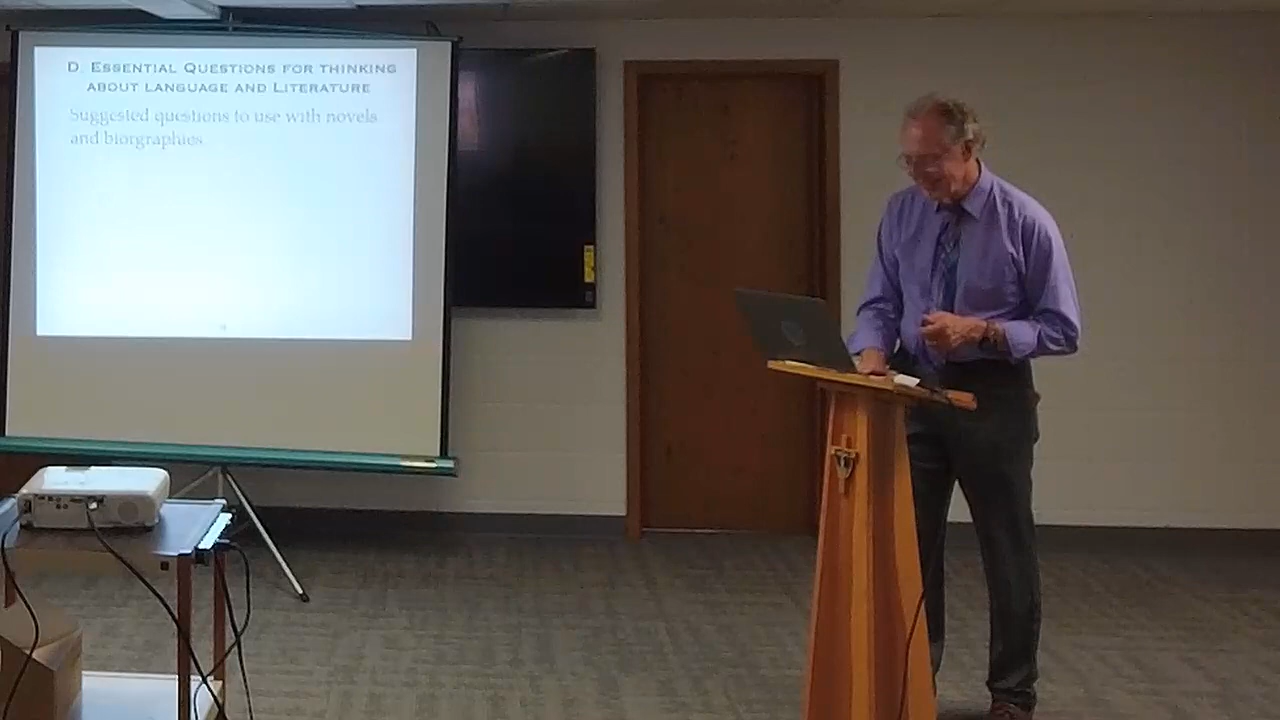 D. Essential Questions for thinking
about language and Literature
Suggested questions to use with novels
and biorgraphies.